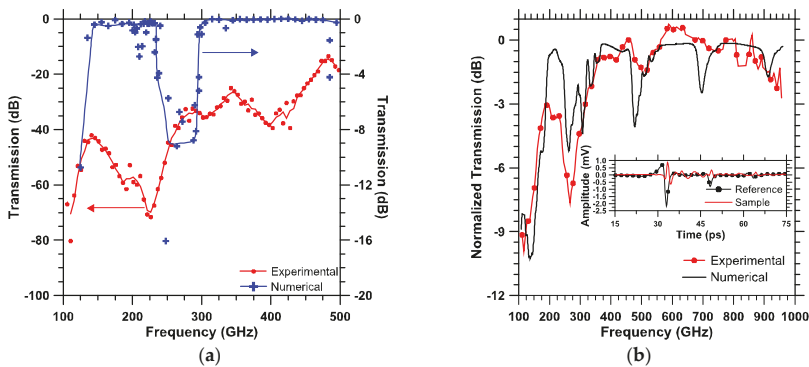 0
-20
-40
-60
-80
-100
Transmission (dB)
0
-4
-8
-12
-16
-20
Transmission (dB)
Experimental
Numerical
100 200 300 400 500
Frequency (GHz)
(a)
0
-3
-6
-9
-12
Normalized Transmission (dB)
1.0
0.5
0.0
-0.5
-1.0
-1.5
-2.0
-2.5
Amplitude (mV)
Reference
Sample
15 30 45 60 75
Time (ps)
Experimental
Numerical
100 200 300 400 500 600 700 800 900 1000
Frequency (GHz)
(b)